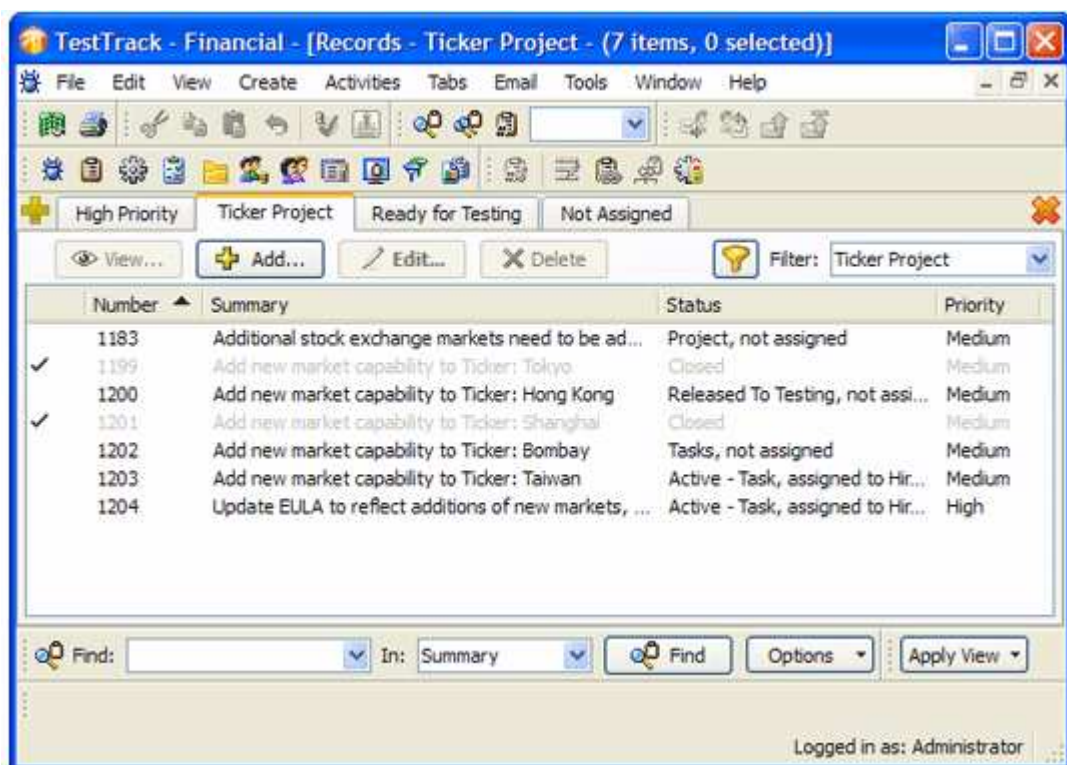 TestTrack - Financial - [Records - Ticker Project - (7 items, 0 selected)]
File Edit View Create Activities Tabs Email Tools Window Help
High Priority Ticker Project Ready for Testing Not Assigned
View... Add... Edit... Delete Filter: Ticker Project
Number Summary Status Priority
1183 Additional stock exchange markets need to be ad... Project, not assigned Medium
1199 Add new market capability to Ticker: Tokyo Closed Medium
1200 Add new market capability to Ticker: Hong Kong Released To Testing, not assi... Medium
1201 Add new market capability to Ticker: Shanghai Closed Medium
1202 Add new market capability to Ticker: Bombay Tasks, not assigned Medium
1203 Add new market capability to Ticker: Taiwan Active - Task, assigned to Hir... Medium
1204 Update EULA to reflect additions of new markets, ... Active - Task, assigned to Hir... High
Find: In: Summary Find Options Apply View
Logged in as: Administrator